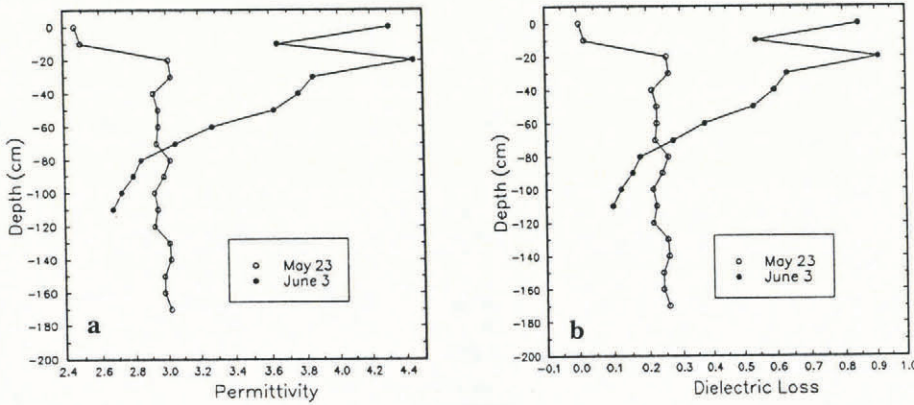 0
-20
-40
-60
-80
-100
-120
-140
-160
-180
-200
Depth (cm)
May 23
June 3
a
2.4 2.6 2.8 3.0 3.2 3.4 3.6 3.8 4.0 4.2 4.4
Permittivity
0
-20
-40
-60
-80
-100
-120
-140
-160
-180
-200
Depth (cm)
May 23
June 3
b
-0.1 0.0 0.1 0.2 0.3 0.4 0.5 0.6 0.7 0.8 0.9 1.0
Dielectric Loss